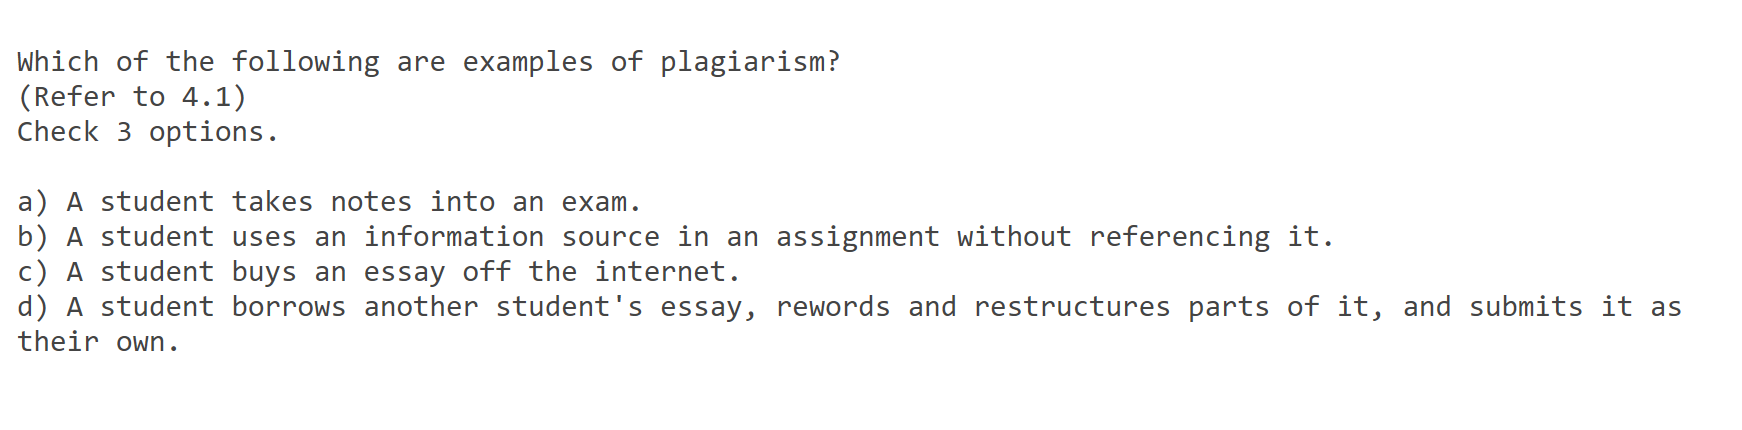 Which of the following are examples of plagiarism?
(Refer to 4.1)
Check 3 options.
a) A student takes notes into an exam.
b) A student uses an information source in an assignment without referencing it.
c) A student buys an essay off the internet.
d) A student borrows another student's essay, rewords and restructures parts of it, and submits it as
their own.